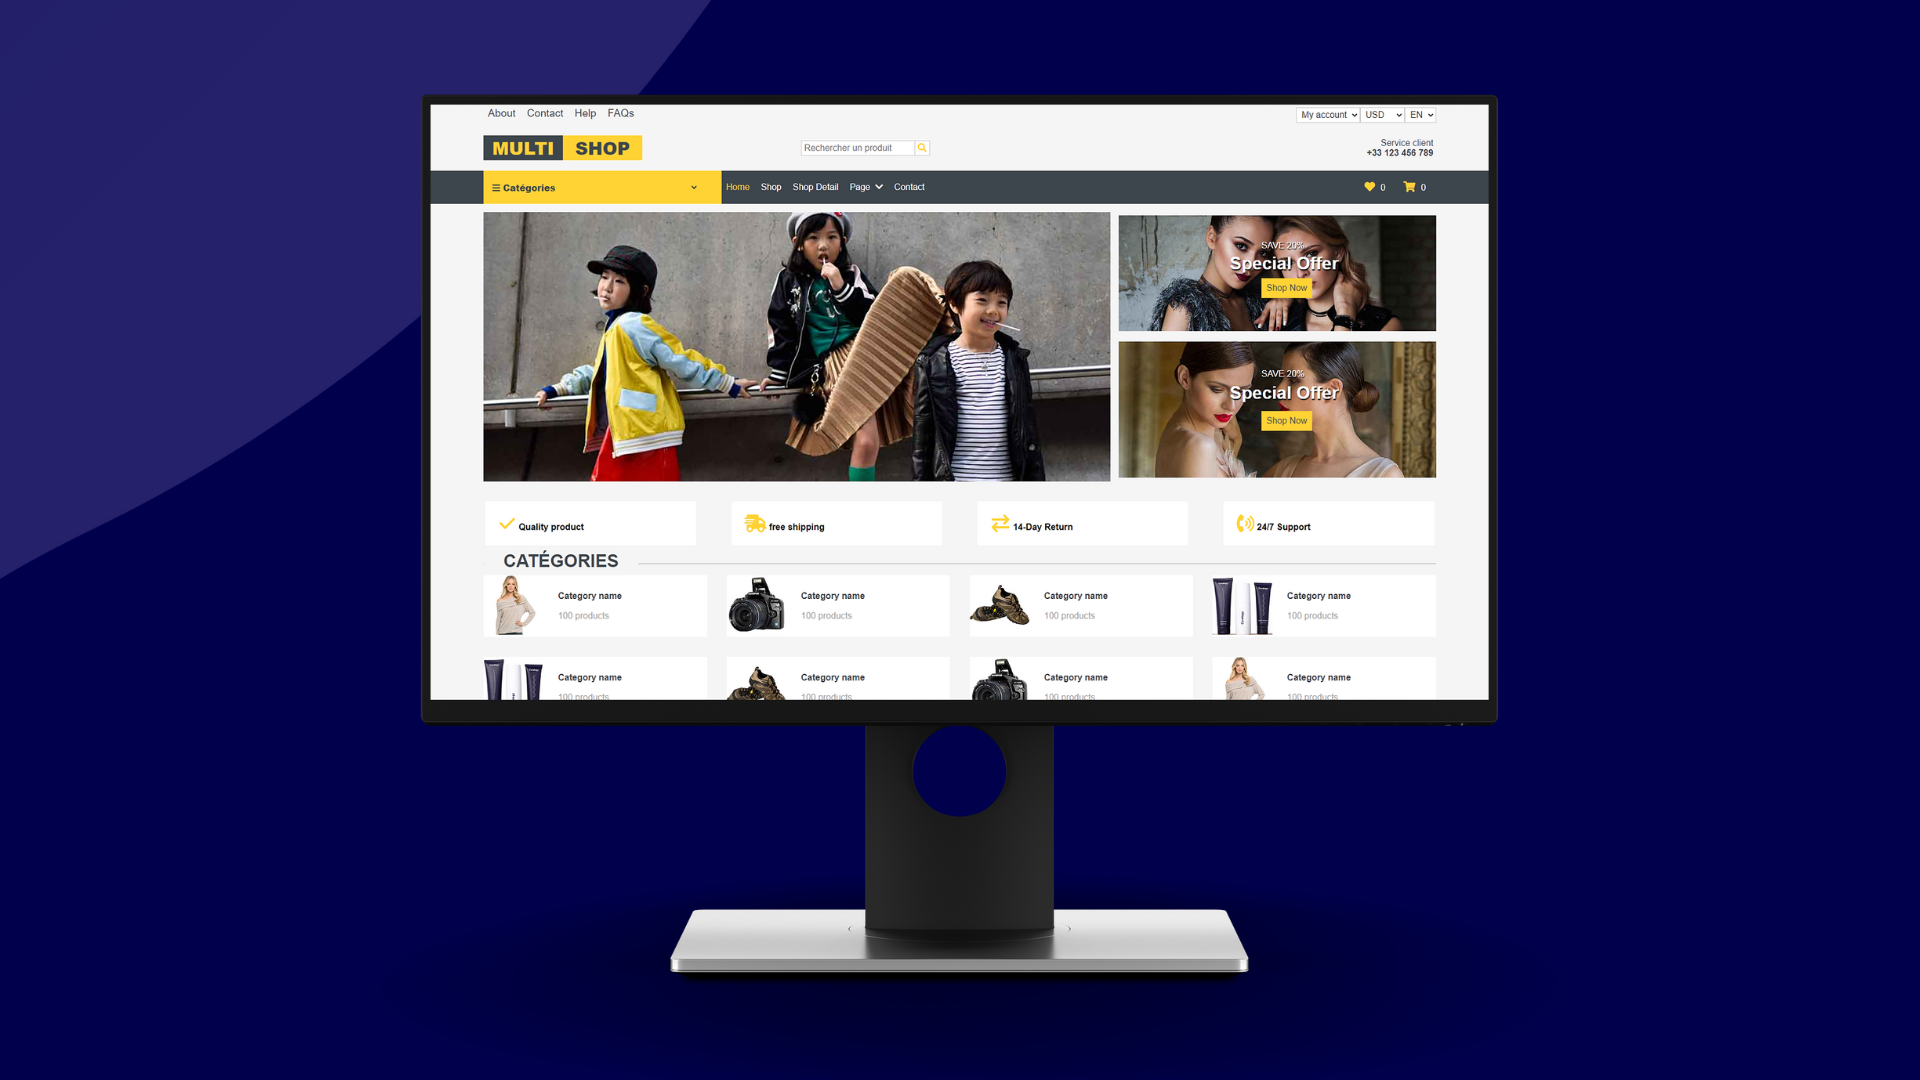 About Contact Help FAQs
My account USD EN
MULTI SHOP
Rechercher un produit
Service client
+33 123 456 789
Catégories
Home Shop Shop Detail Page Contact
0 0
SAVE 20%
Special Offer
Shop Now
SAVE 20%
Special Offer
Shop Now
Quality product
free shipping
14-Day Return
24/7 Support
CATÉGORIES
Category name
100 products
Category name
100 products
Category name
100 products
Category name
100 products
Category name
100 products
Category name
100 products
Category name
100 products
Category name
100 products